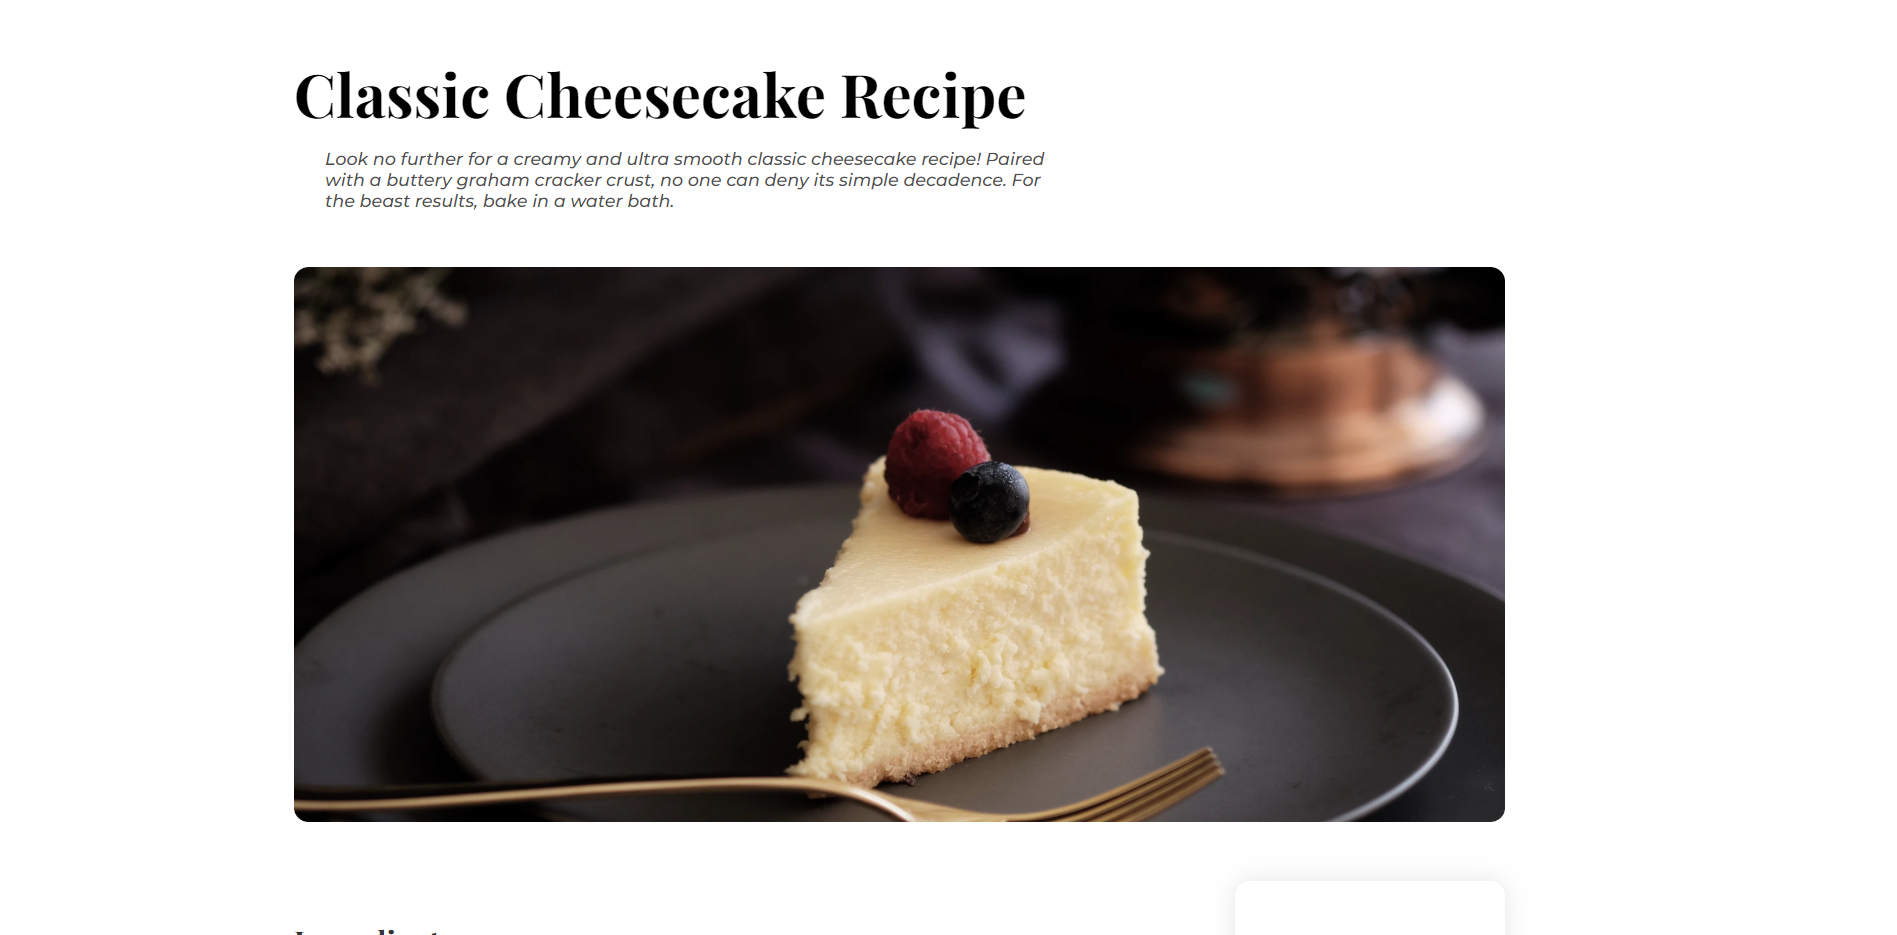 Classic Cheesecake Recipe
Look no further for a creamy and ultra smooth classic cheesecake recipe! Paired
with a buttery graham cracker crust, no one can deny its simple decadence. For
the beast results, bake in a water bath.